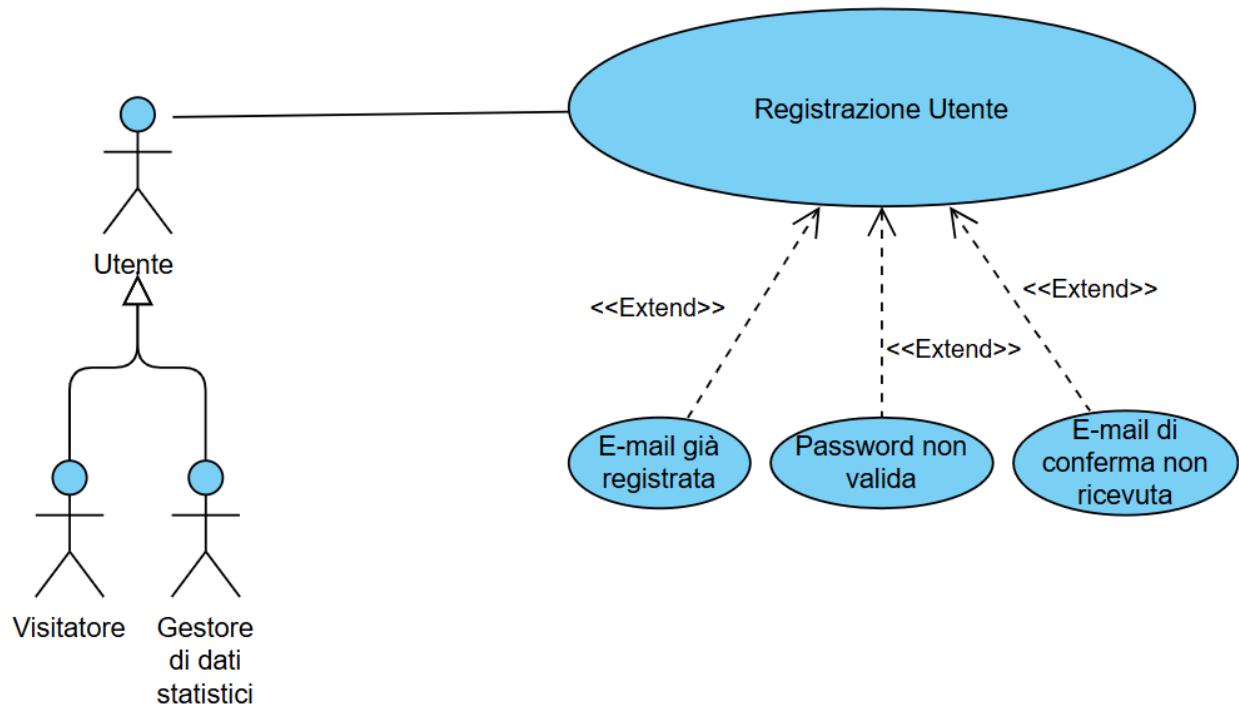 Registrazione Utente
Utente
<<Extend>>
<<Extend>>
<<Extend>>
E-mail già
registrata
Password non
valida
E-mail di
conferma non
ricevuta
Visitatore
Gestore
di dati
statistici